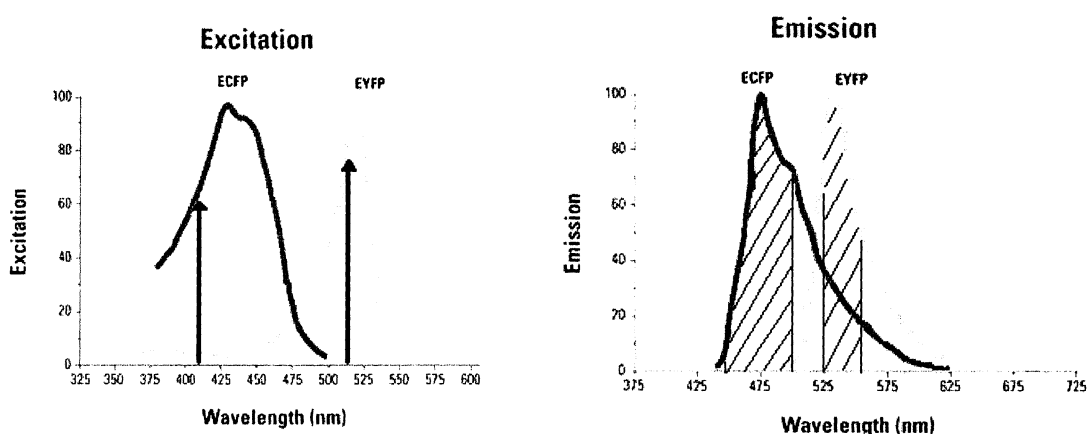 Excitation
ECFP EYFP
100
80
60
40
20
0
325 350 375 400 425 450 475 500 525 550 575 600
Excitation
Wavelength (nm)
Emission
ECFP EYFP
100
80
60
40
20
0
375 425 475 525 575 625 675 725
Emission
Wavelength (nm)